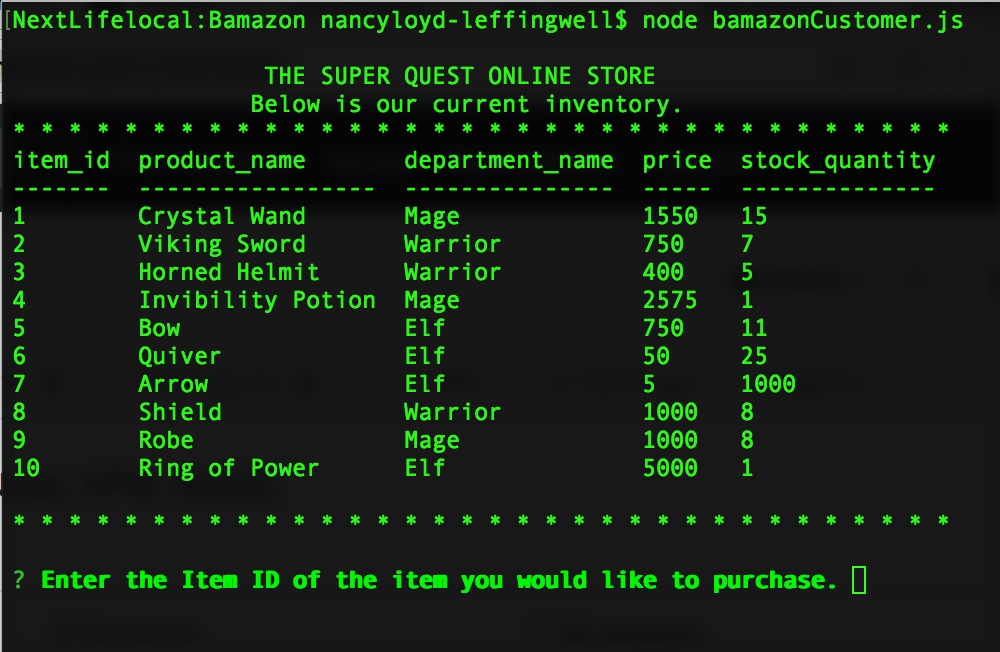 [NextLifelocal:Bamazon nancyloyd-leffingwell$ node bamazonCustomer.js
THE SUPER QUEST ONLINE STORE
Below is our current inventory.
* * * * * * * * * * * * * * * * * * * * * * * * * * * * * * * * * *
item_id  product_name       department_name  price  stock_quantity
-------  -----------------  ---------------  -----  --------------
1        Crystal Wand       Mage             1550   15
2        Viking Sword       Warrior          750    7
3        Horned Helmit      Warrior          400    5
4        Invibility Potion  Mage             2575   1
5        Bow                Elf              750    11
6        Quiver             Elf              50     25
7        Arrow              Elf              5      1000
8        Shield             Warrior          1000   8
9        Robe               Mage             1000   8
10       Ring of Power      Elf              5000   1
* * * * * * * * * * * * * * * * * * * * * * * * * * * * * * * * * *
? Enter the Item ID of the item you would like to purchase.